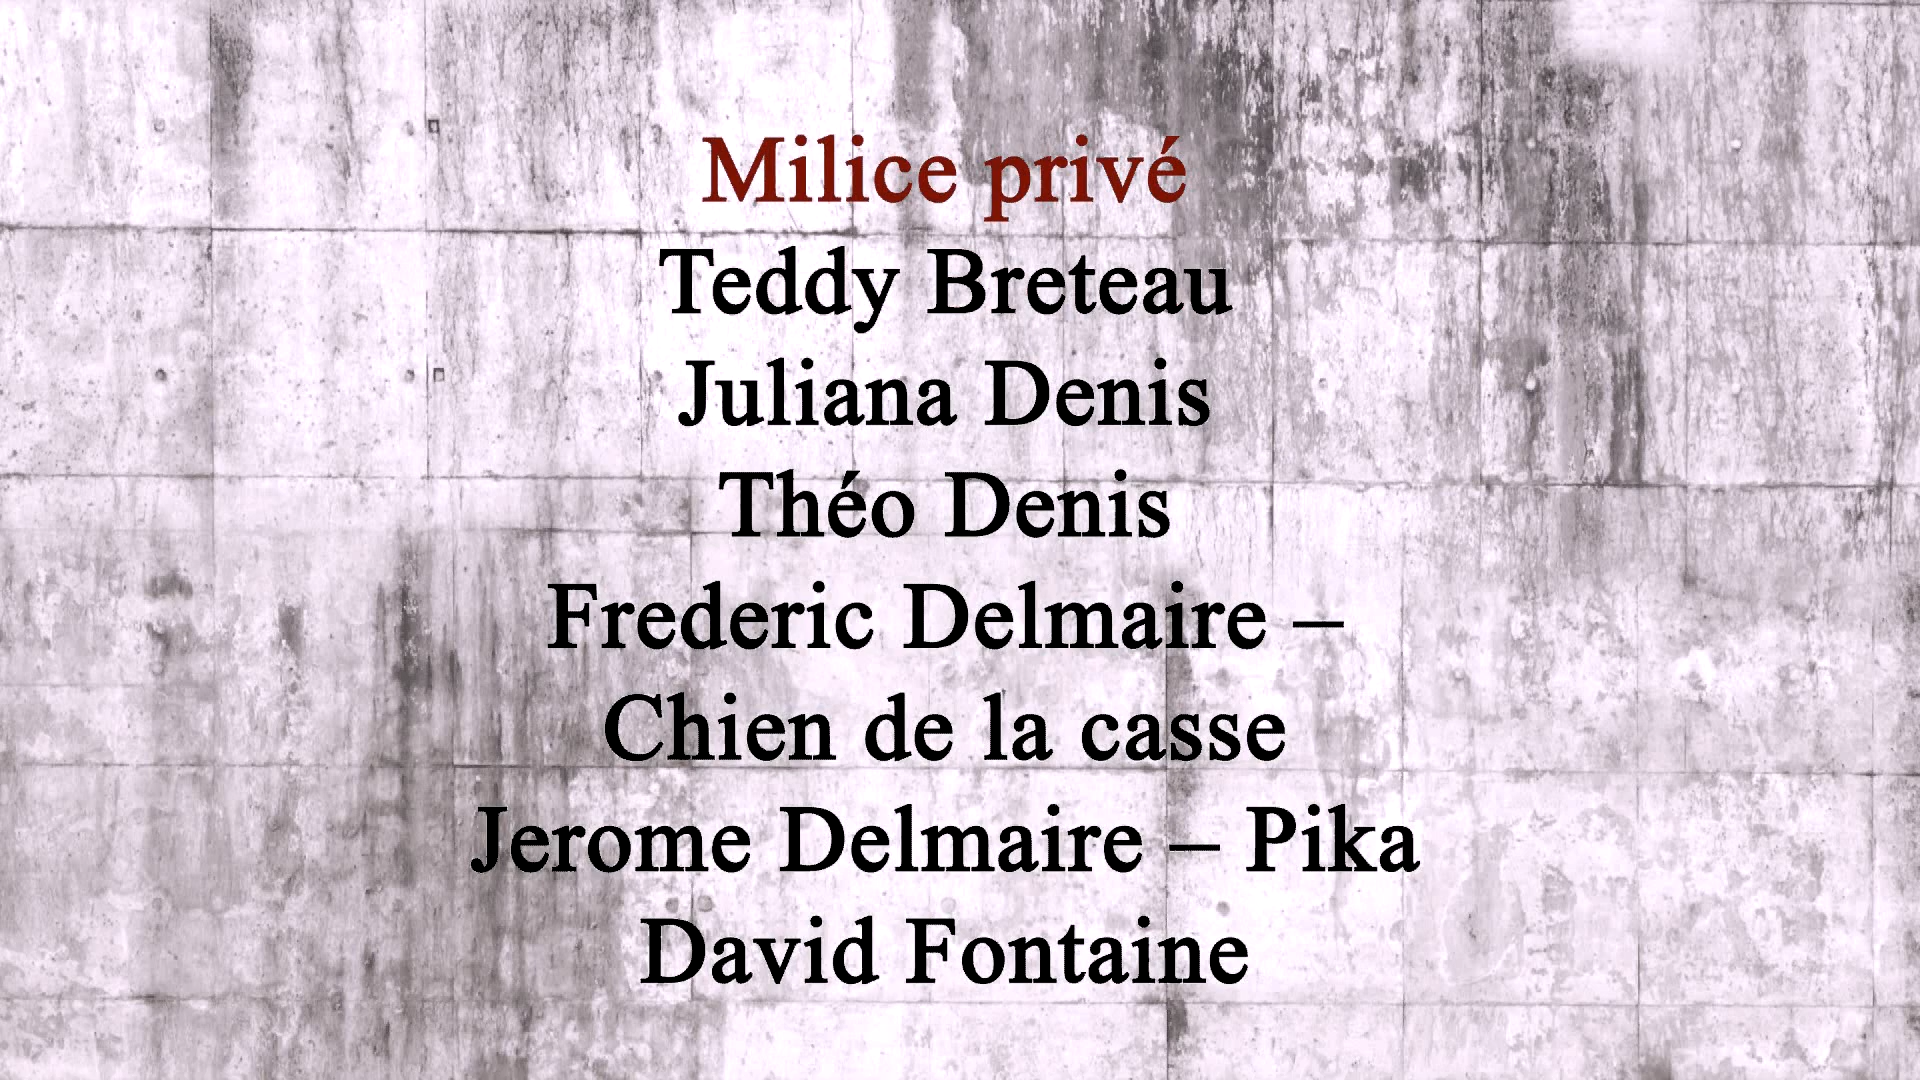 Milice privé
Teddy Breteau
Juliana Denis
Théo Denis
Frederic Delmaire –
Chien de la casse
Jerome Delmaire – Pika
David Fontaine